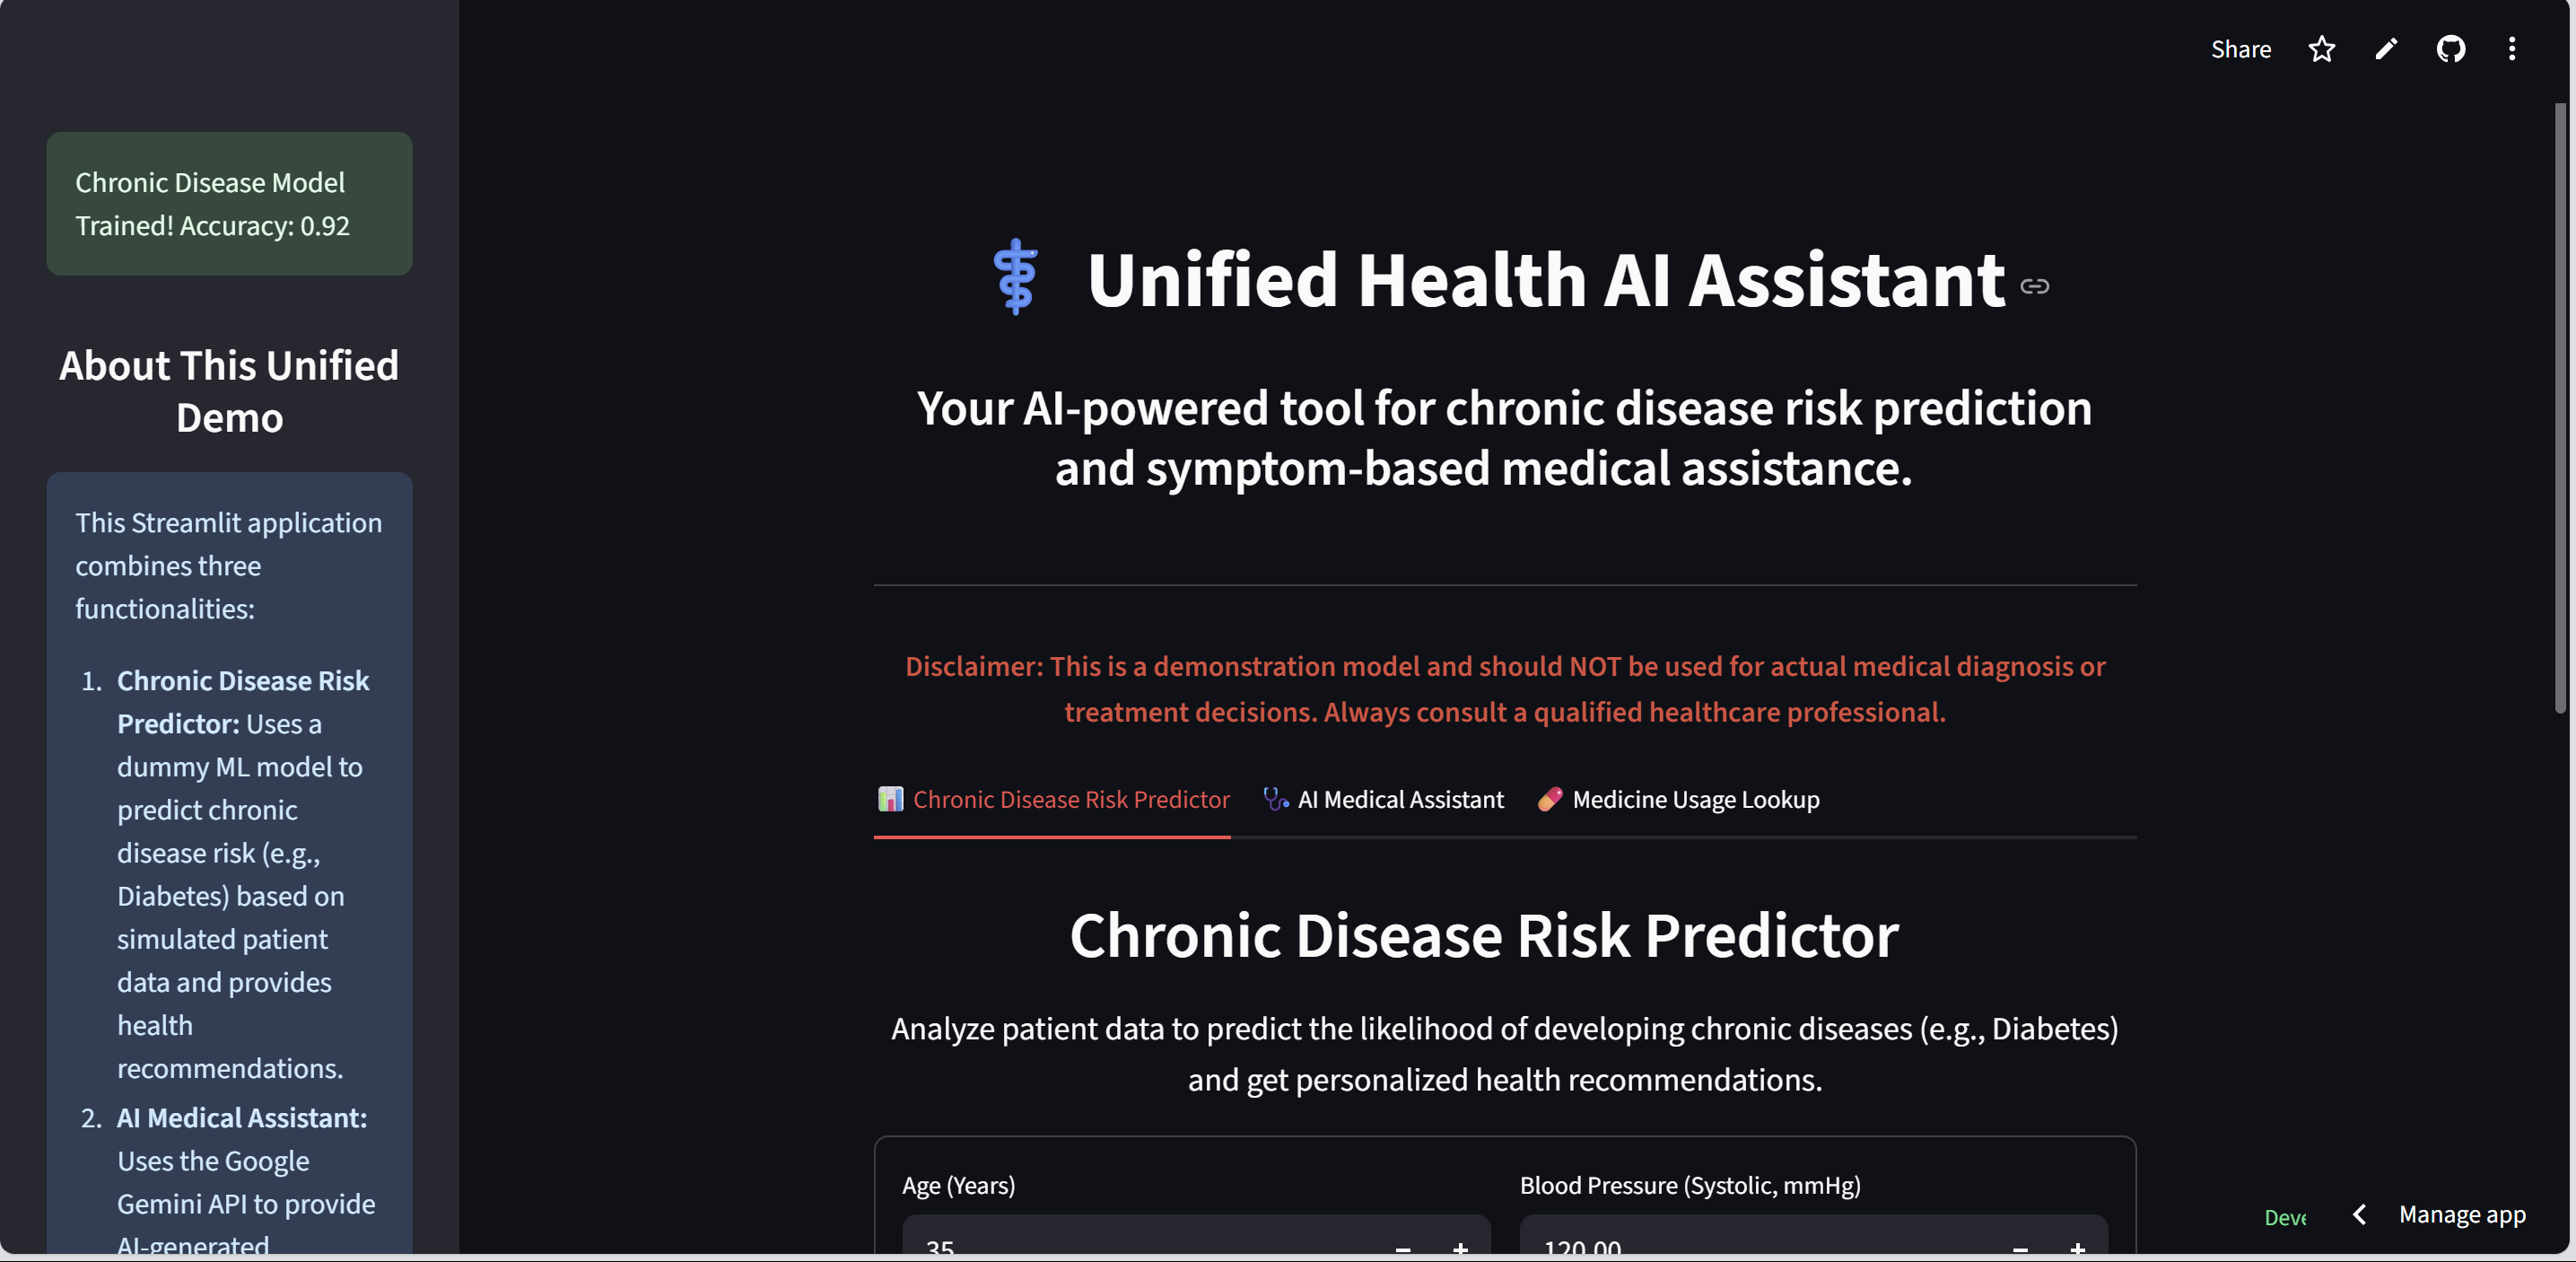 Share
Chronic Disease Model
Trained! Accuracy: 0.92
About This Unified
Demo
This Streamlit application
combines three
functionalities:
1. Chronic Disease Risk
Predictor: Uses a
dummy ML model to
predict chronic
disease risk (e.g.,
Diabetes) based on
simulated patient
data and provides
health
recommendations.
2. AI Medical Assistant:
Uses the Google
Gemini API to provide
AI-generated
Unified Health AI Assistant
Your AI-powered tool for chronic disease risk prediction
and symptom-based medical assistance.
Disclaimer: This is a demonstration model and should NOT be used for actual medical diagnosis or
treatment decisions. Always consult a qualified healthcare professional.
Chronic Disease Risk Predictor AI Medical Assistant Medicine Usage Lookup
Chronic Disease Risk Predictor
Analyze patient data to predict the likelihood of developing chronic diseases (e.g., Diabetes)
and get personalized health recommendations.
Age (Years) Blood Pressure (Systolic, mmHg)
35 120.00
Manage app